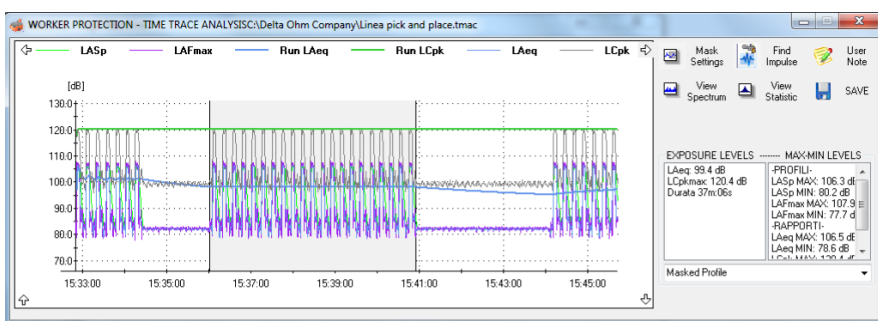 WORKER PROTECTION - TIME TRACE ANALYSISC:\Delta Ohm Company\Linea pick and place.tmac
LASp LAFmax Run LAeq Run LCpk LAeq LCpk
[dB]
130.0
120.0
110.0
100.0
90.0
80.0
70.0
15:33:00 15:35:00 15:37:00 15:39:00 15:41:00 15:43:00 15:45:00
Mask Settings
Find Impulse
User Note
View Spectrum
View Statistic
SAVE
EXPOSURE LEVELS ------- MAX-MIN LEVELS
LAeq: 99.4 dB
LCpkmax: 120.4 dB
Durata 37m:06s
-PROFILI-
LASp MAX: 106.3 dB
LASp MIN: 80.2 dB
LAFmax MAX: 107.9
LAFmax MIN: 77.7 d
-RAPPORTI-
LAeq MAX: 106.5 dB
LAeq MIN: 78.6 dB
Masked Profile